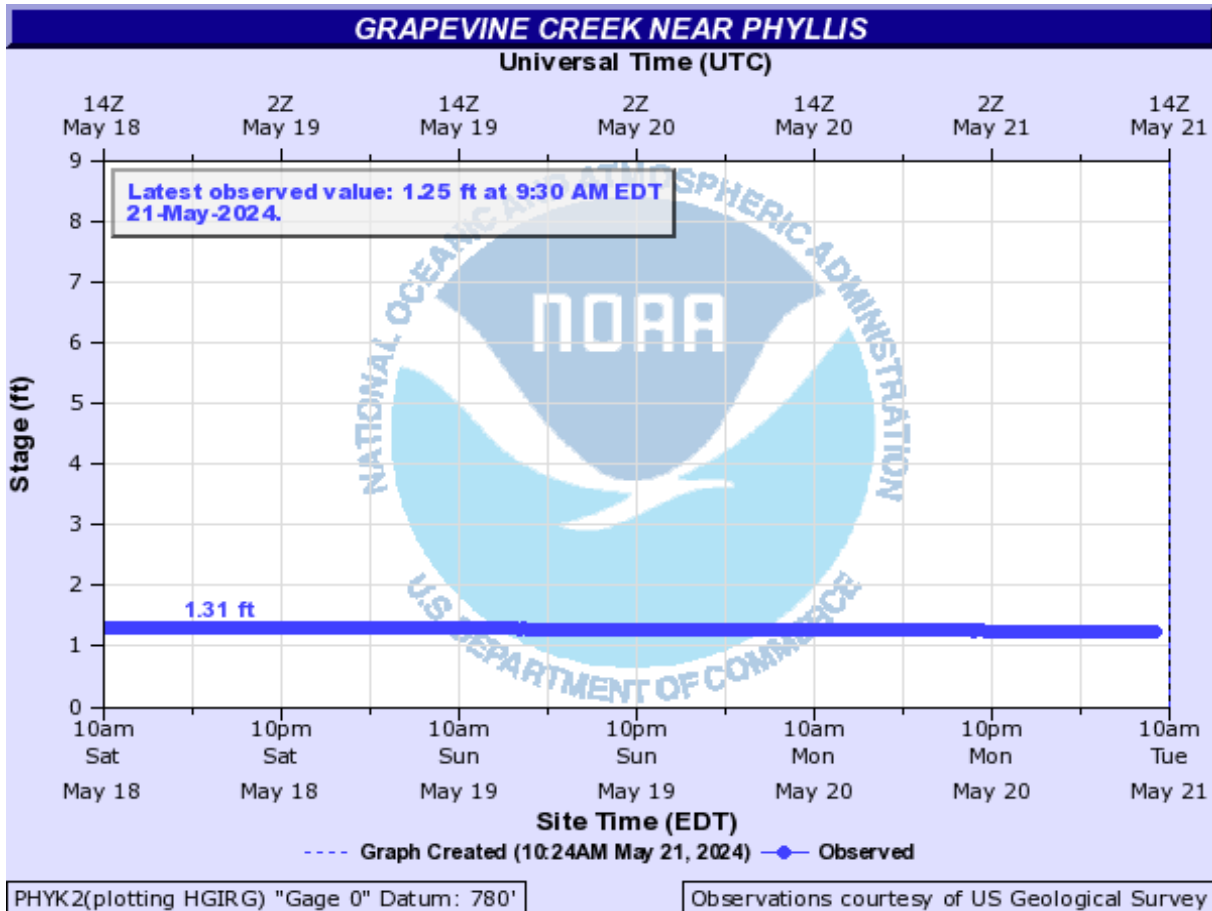 GRAPEVINE CREEK NEAR PHYLLIS
Universal Time (UTC)
14Z 2Z 14Z 2Z 14Z 2Z 14Z
May 18 May 19 May 19 May 20 May 20 May 21 May 21
Latest observed value: 1.25 ft at 9:30 AM EDT
21-May-2024.
NATIONAL OCEANIC AND ATMOSPHERIC ADMINISTRATION
NOAA
U.S. DEPARTMENT OF COMMERCE
Stage (ft)
9
8
7
6
5
4
3
2
1
0
1.31 ft
10am 10pm 10am 10pm 10am 10pm 10am
Sat Sat Sun Sun Mon Mon Tue
May 18 May 18 May 19 May 19 May 20 May 20 May 21
Site Time (EDT)
Graph Created (10:24AM May 21, 2024) Observed
PHYK2(plotting HGIRG) "Gage 0" Datum: 780'
Observations courtesy of US Geological Survey